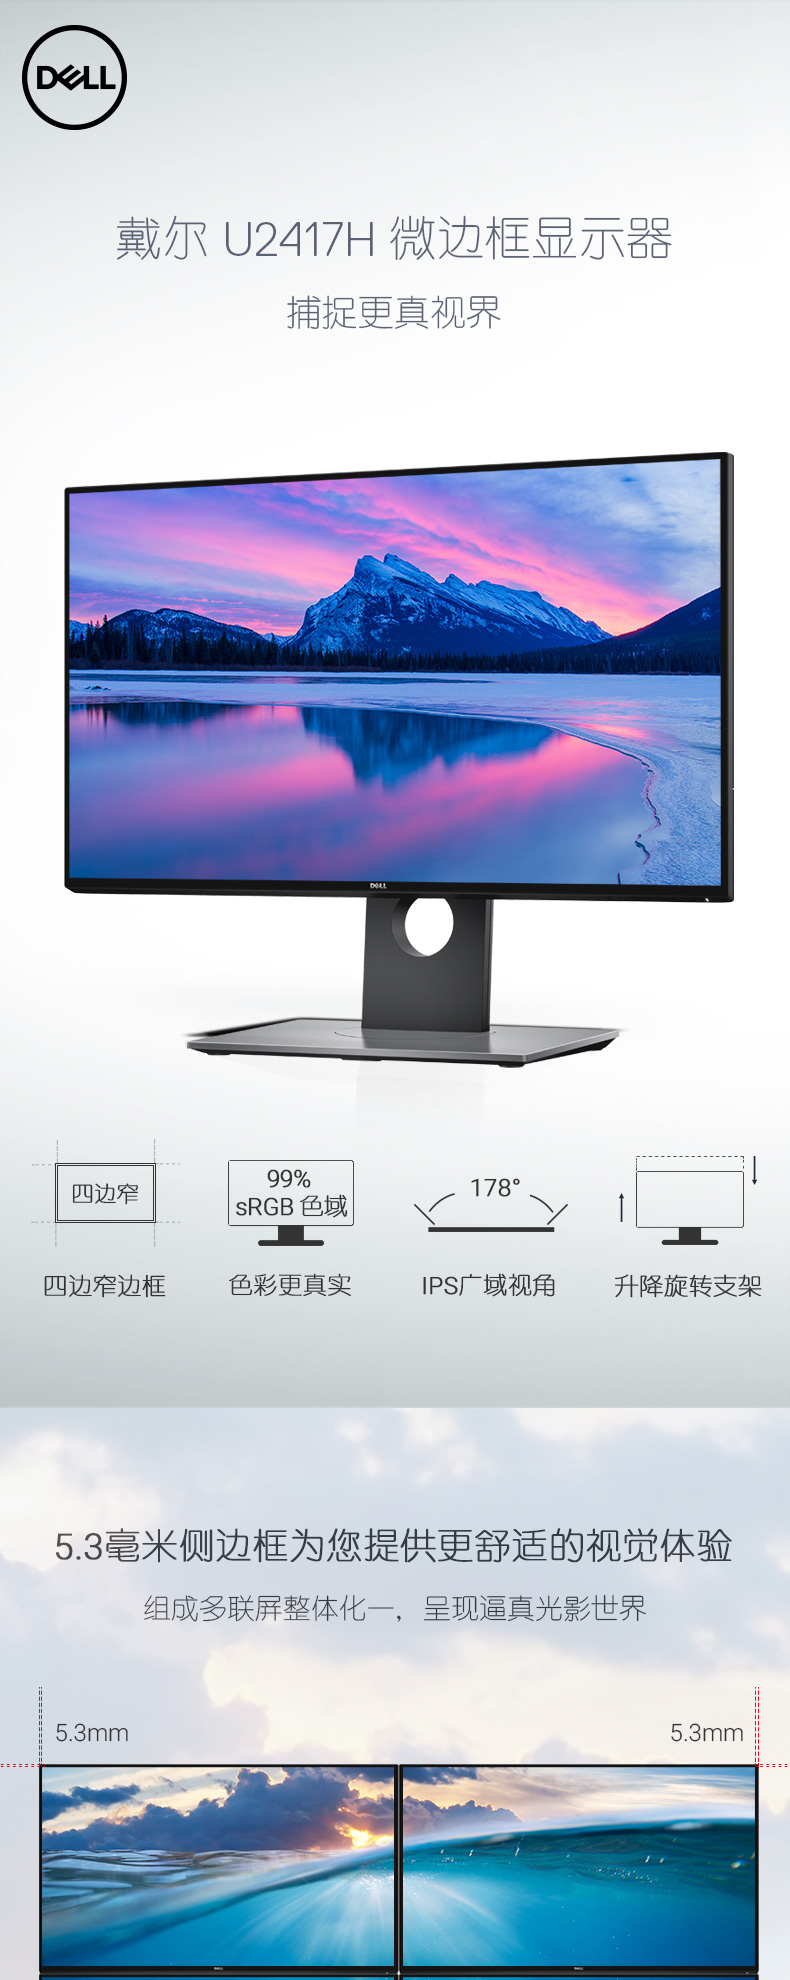 DELL
戴尔 U2417H 微边框显示器
捕捉更真视界
DELL
四边窄
99%
sRGB 色域
178°
四边窄边框
色彩更真实
IPS广域视角
升降旋转支架
5.3毫米侧边框为您提供更舒适的视觉体验
组成多联屏整体化一，呈现逼真光影世界
5.3mm
5.3mm
DELL
DELL